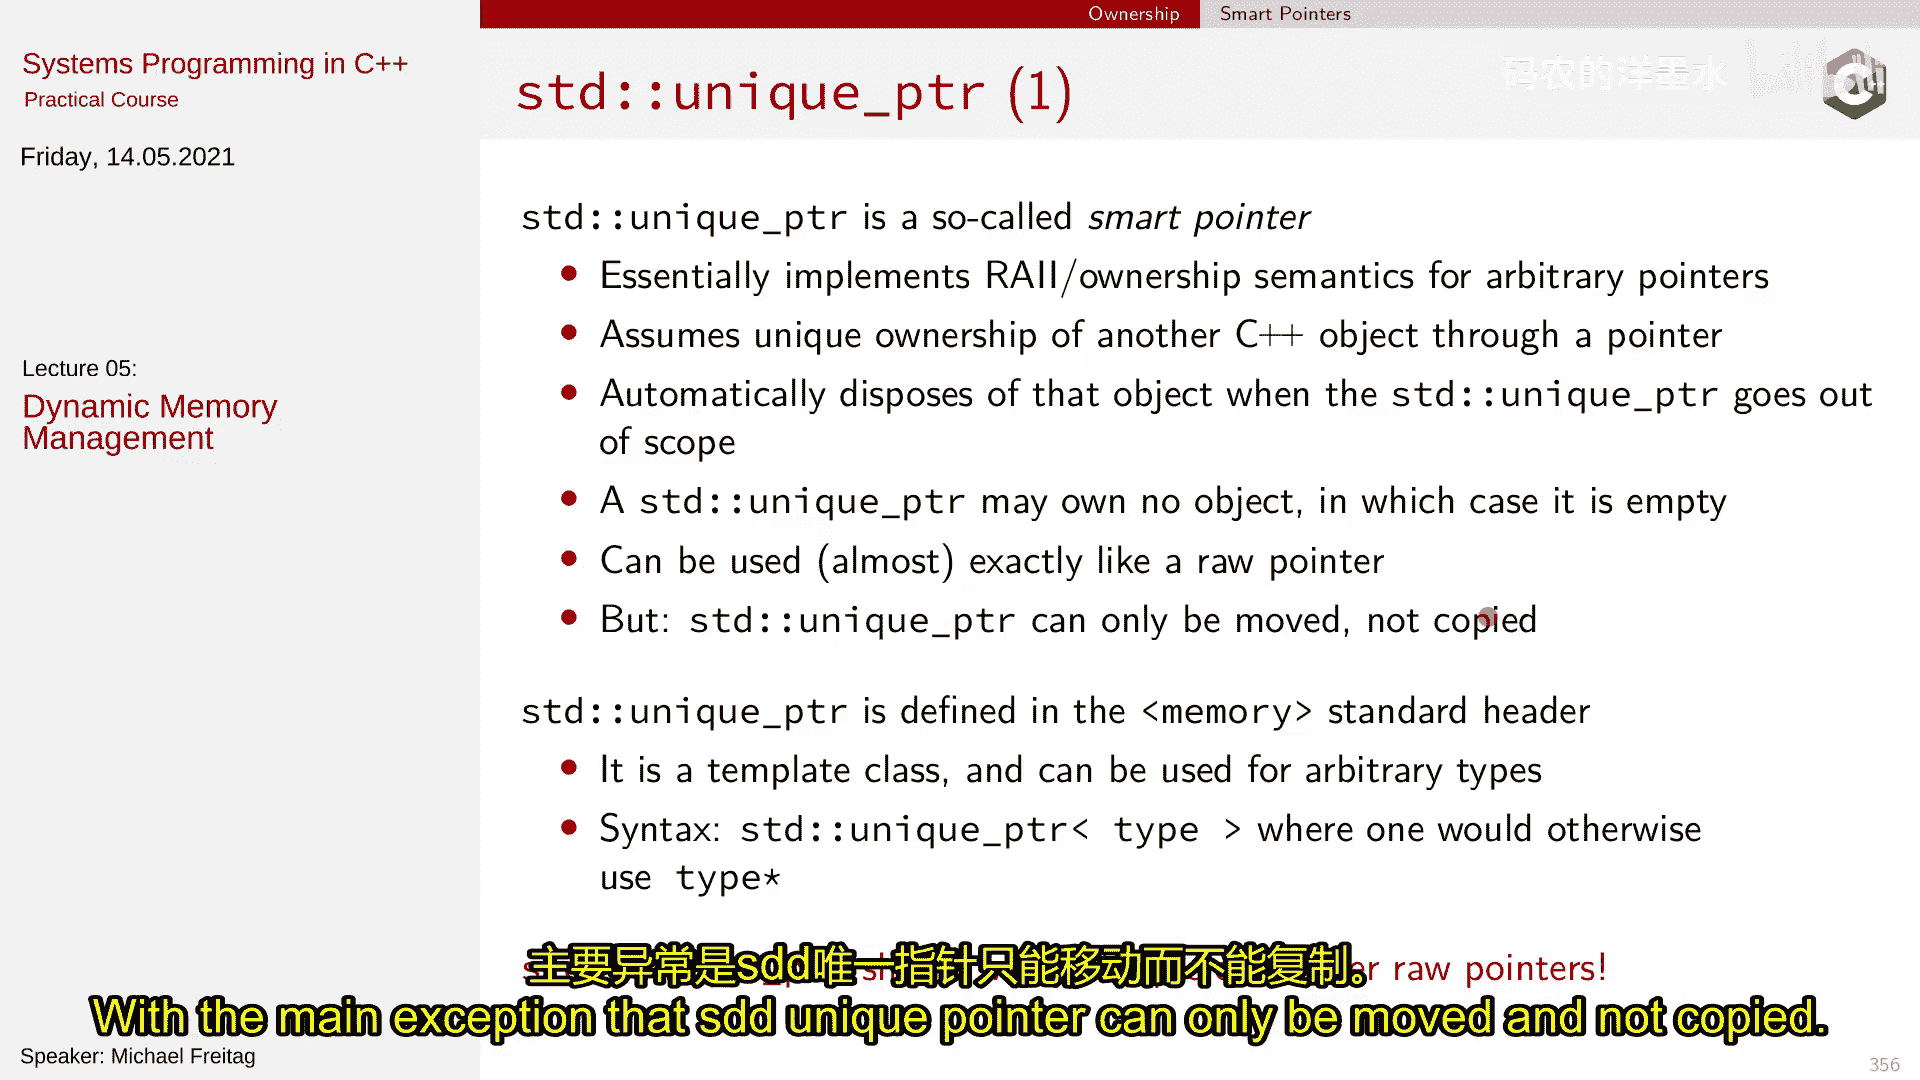 Ownership Smart Pointers
Systems Programming in C++
Practical Course
Friday, 14.05.2021
Lecture 05:
Dynamic Memory
Management
Speaker: Michael Freitag
码农的洋墨水
std::unique_ptr (1)
std::unique_ptr is a so-called smart pointer
Essentially implements RAII/ownership semantics for arbitrary pointers
Assumes unique ownership of another C++ object through a pointer
Automatically disposes of that object when the std::unique_ptr goes out
of scope
A std::unique_ptr may own no object, in which case it is empty
Can be used (almost) exactly like a raw pointer
But: std::unique_ptr can only be moved, not copied
std::unique_ptr is defined in the <memory> standard header
It is a template class, and can be used for arbitrary types
Syntax: std::unique_ptr< type > where one would otherwise
use type*
raw pointers!
主要异常是sdd唯一指针只能移动而不能复制。
With the main exception that sdd unique pointer can only be moved and not copied.
356